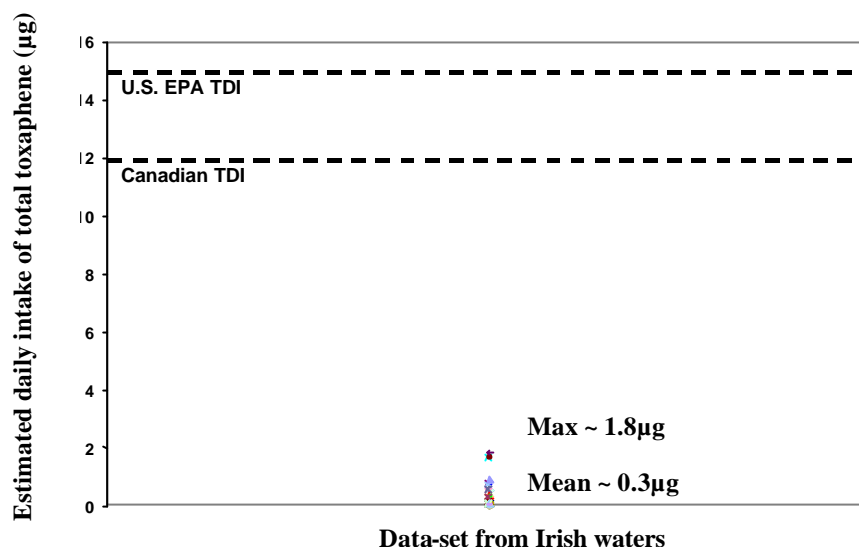 Estimated daily intake of total toxaphene (µg)
16
U.S. EPA TDI
14
12
Canadian TDI
10
8
6
4
Max ~ 1.8µg
2
Mean ~ 0.3µg
0
Data-set from Irish waters